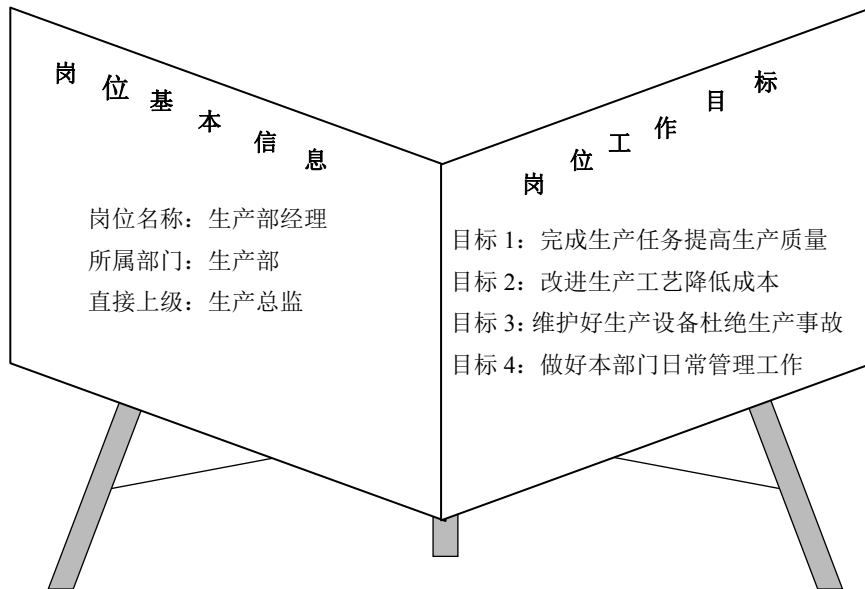 岗位基本信息
岗位名称：生产部经理
所属部门：生产部
直接上级：生产总监
岗位工作目标
目标 1：完成生产任务提高生产质量
目标 2：改进生产工艺降低成本
目标 3：维护好生产设备杜绝生产事故
目标 4：做好本部门日常管理工作